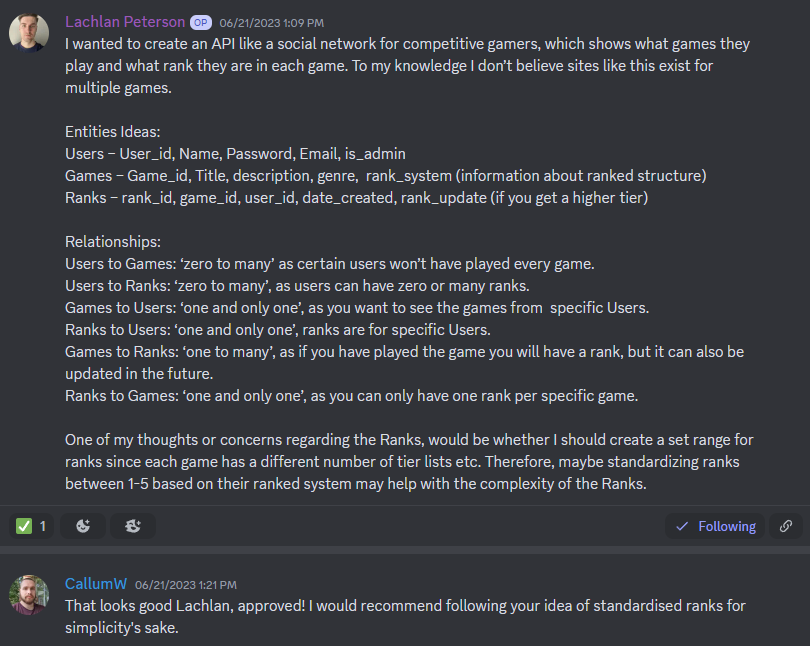 Lachlan Peterson OP 06/21/2023 1:09 PM
I wanted to create an API like a social network for competitive gamers, which shows what games they
play and what rank they are in each game. To my knowledge I don’t believe sites like this exist for
multiple games.
Entities Ideas:
Users – User_id, Name, Password, Email, is_admin
Games – Game_id, Title, description, genre,  rank_system (information about ranked structure)
Ranks – rank_id, game_id, user_id, date_created, rank_update (if you get a higher tier)
Relationships:
Users to Games: ‘zero to many’ as certain users won’t have played every game.
Users to Ranks: ‘zero to many’, as users can have zero or many ranks.
Games to Users: ‘one and only one’, as you want to see the games from  specific Users.
Ranks to Users: ‘one and only one’, ranks are for specific Users.
Games to Ranks: ‘one to many’, as if you have played the game you will have a rank, but it can also be
updated in the future.
Ranks to Games: ‘one and only one’, as you can only have one rank per specific game.
One of my thoughts or concerns regarding the Ranks, would be whether I should create a set range for
ranks since each game has a different number of tier lists etc. Therefore, maybe standardizing ranks
between 1-5 based on their ranked system may help with the complexity of the Ranks.
1 Following
CallumW 06/21/2023 1:21 PM
That looks good Lachlan, approved! I would recommend following your idea of standardised ranks for
simplicity's sake.